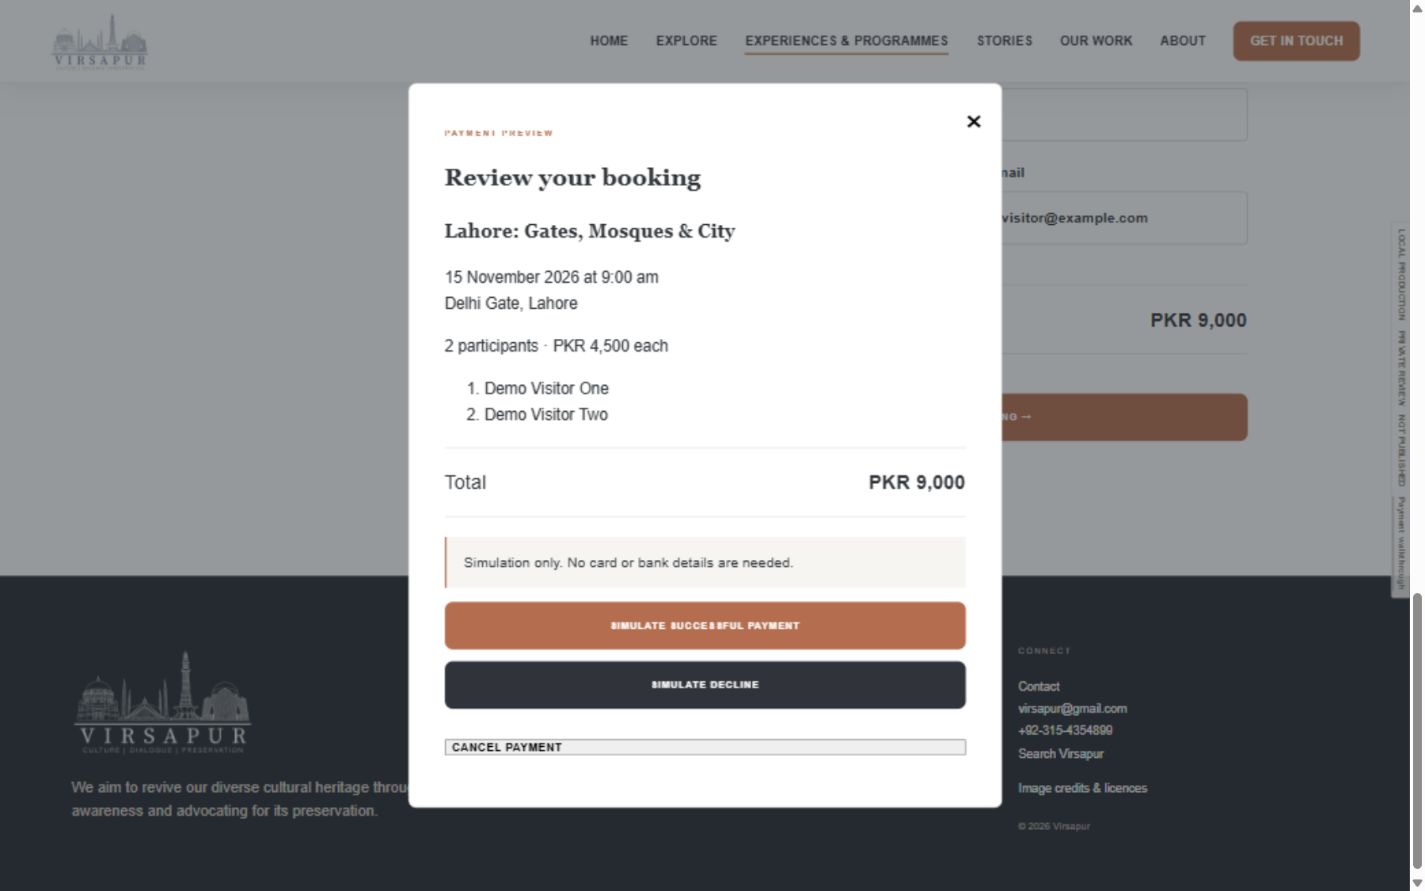 VIRSAPUR
HOME
EXPLORE
EXPERIENCES & PROGRAMMES
STORIES
OUR WORK
ABOUT
GET IN TOUCH
PAYMENT PREVIEW
×
Review your booking
Lahore: Gates, Mosques & City
15 November 2026 at 9:00 am
Delhi Gate, Lahore
2 participants · PKR 4,500 each
1. Demo Visitor One
2. Demo Visitor Two
Total PKR 9,000
Simulation only. No card or bank details are needed.
SIMULATE SUCCESSFUL PAYMENT
SIMULATE DECLINE
CANCEL PAYMENT
visitor@example.com
PKR 9,000
LOCAL PRODUCTION PRIVATE REVIEW NOT PUBLISHED Payment walkthrough
VIRSAPUR
CULTURE | DIALOGUE | PRESERVATION
We aim to revive our diverse cultural heritage
awareness and advocating for its preservation.
CONNECT
Contact
virsapur@gmail.com
+92-315-4354899
Search Virsapur
Image credits & licences
© 2026 Virsapur